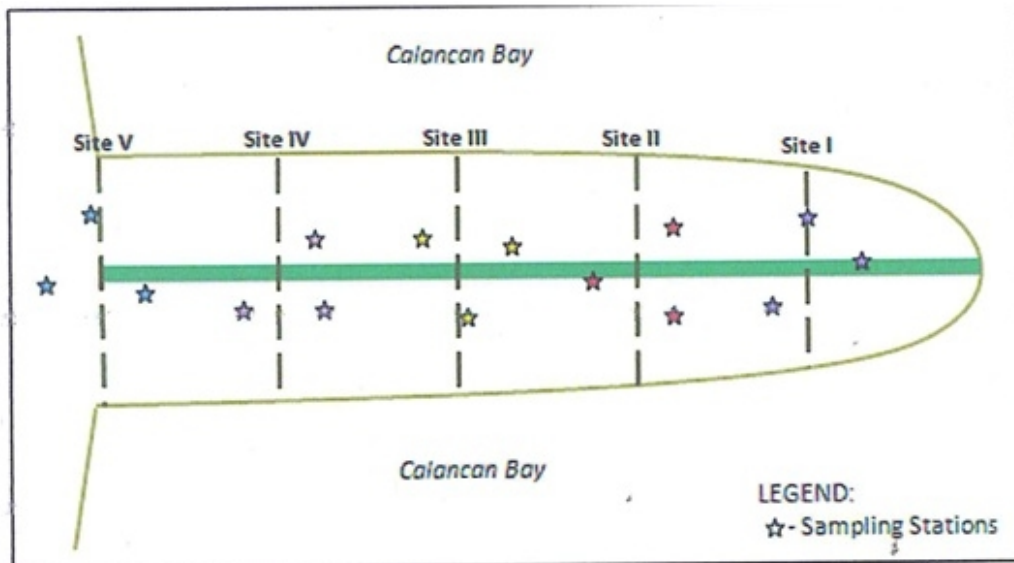 Calancan Bay
Site V
Site IV
Site III
Site II
Site I
Calancan Bay
LEGEND:
☆- Sampling Stations